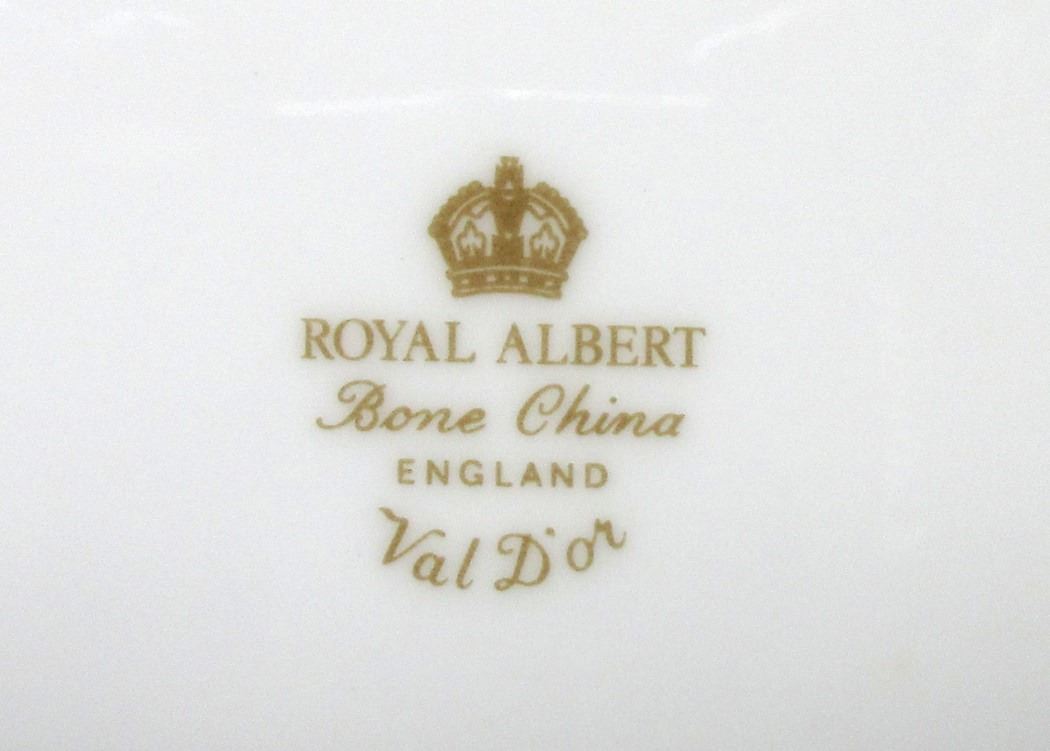 ROYAL ALBERT
Bone China
ENGLAND
Val D'or